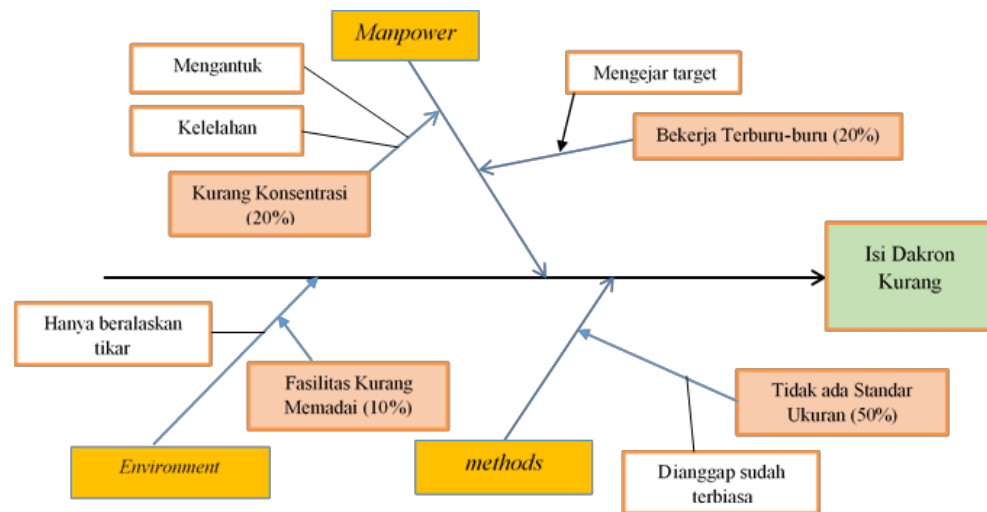 Manpower
Mengantuk
Mengejar target
Kelelahan
Bekerja Terburu-buru (20%)
Kurang Konsentrasi
(20%)
Isi Dakron
Kurang
Hanya beralaskan
tikar
Fasilitas Kurang
Memadai (10%)
Tidak ada Standar
Ukuran (50%)
Environment
methods
Dianggap sudah
terbiasa